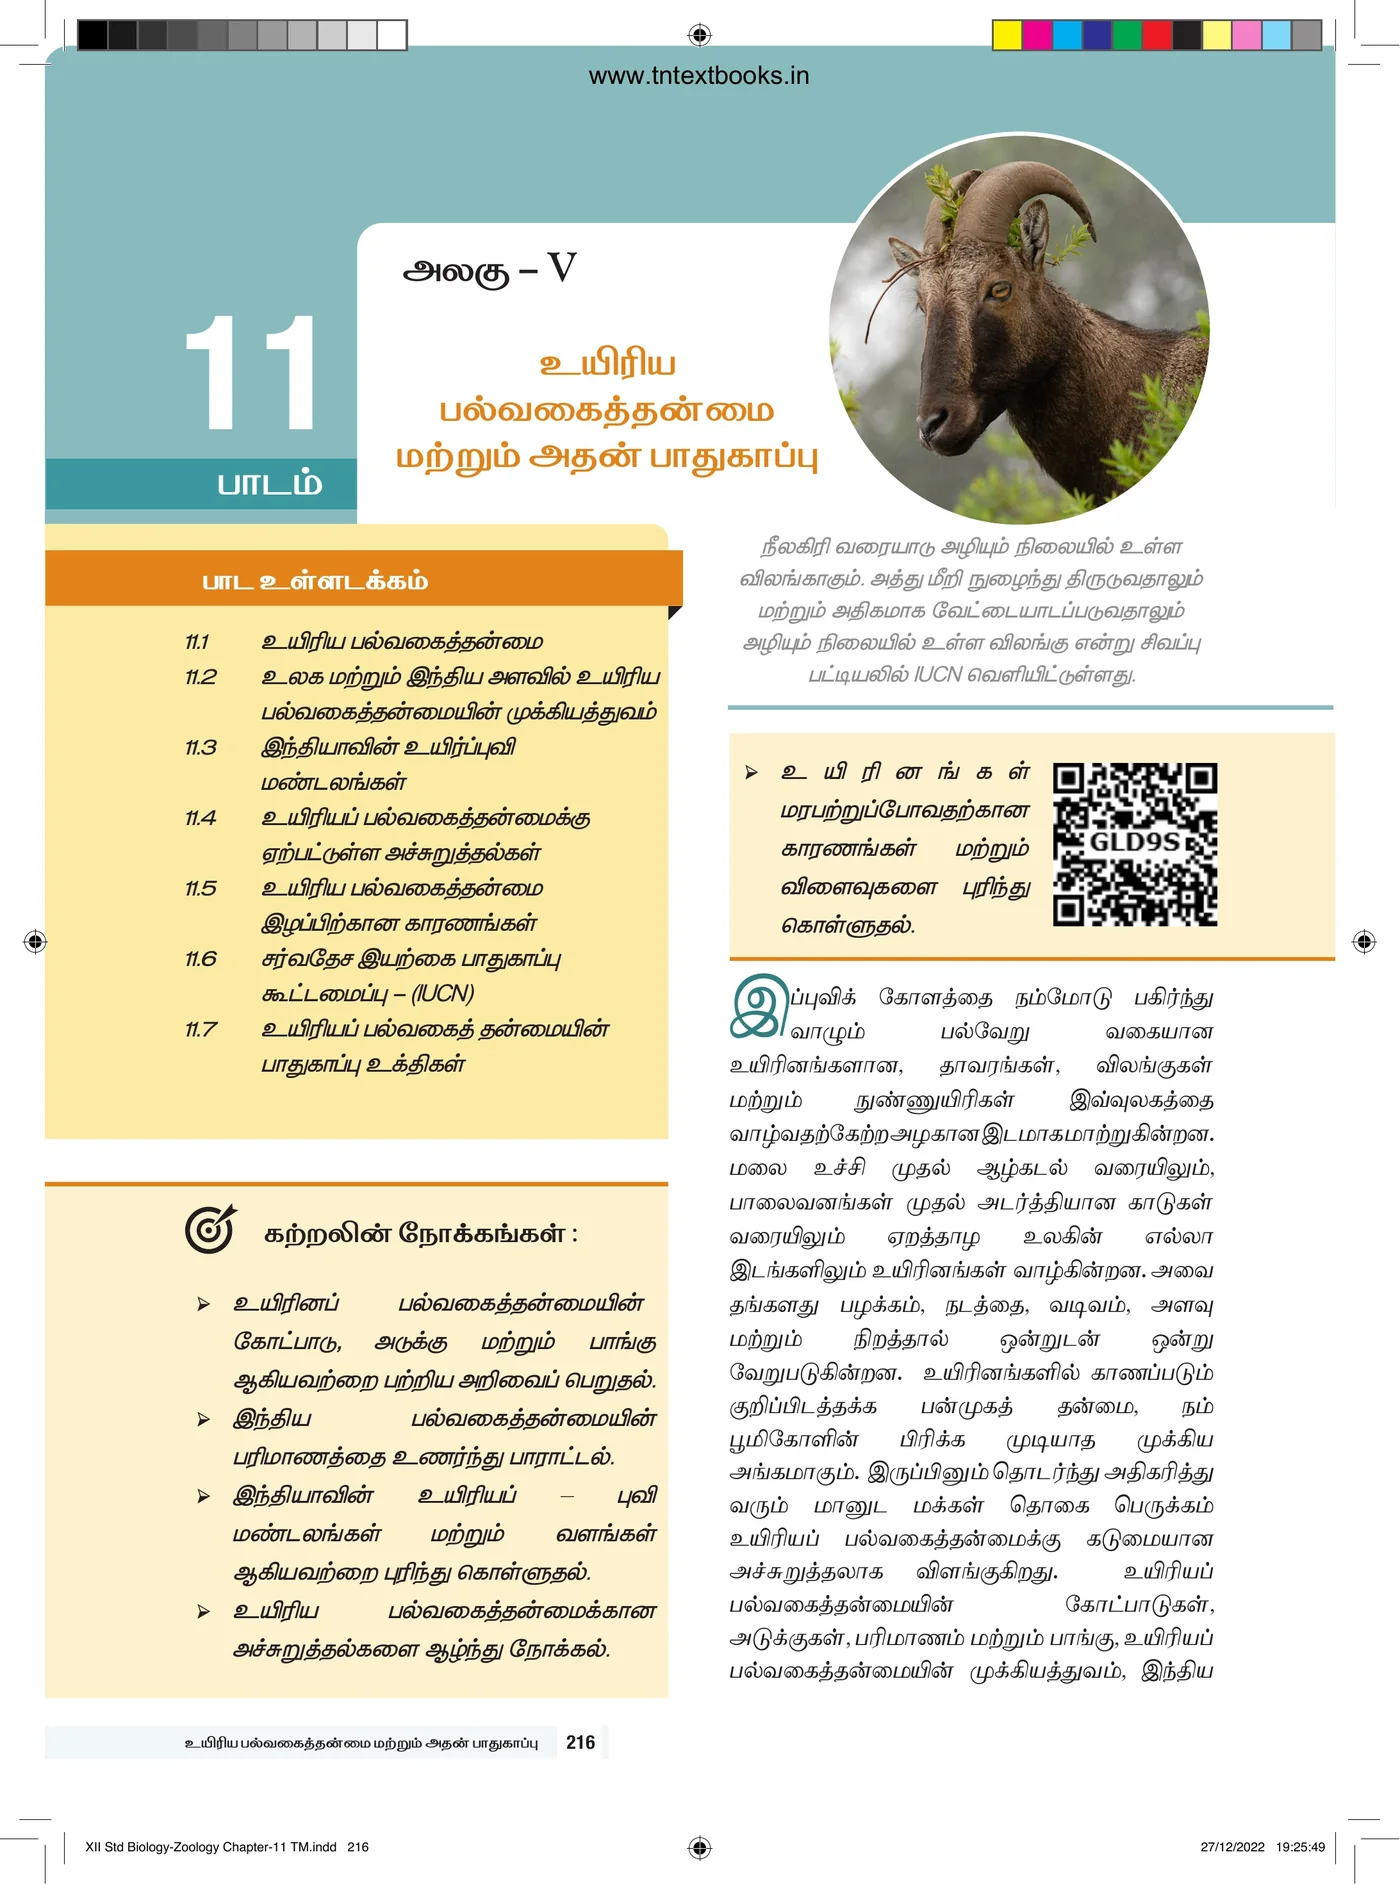 www.tntextbooks.in
அலகு – V
11
பாடம்
உயிரிய
பல்வகைத்தன்மை
மற்றும் அதன் பாதுகாப்பு
நீலகிரி வரையாடு அழியும் நிலையில் உள்ள
விலங்காகும். அத்து மீறி நுழைந்து திருடுவதாலும்
மற்றும் அதிகமாக வேட்டையாடப்படுவதாலும்
அழியும் நிலையில் உள்ள விலங்கு என்று சிவப்பு
பட்டியலில் IUCN வெளியிட்டுள்ளது.
பாட உள்ளடக்கம்
11.1 உயிரிய பல்வகைத்தன்மை
11.2 உலக மற்றும் இந்திய அளவில் உயிரிய
பல்வகைத்தன்மையின் முக்கியத்துவம்
11.3 இந்தியாவின் உயிர்ப்புவி
மண்டலங்கள்
11.4 உயிரியப் பல்வகைத்தன்மைக்கு
ஏற்பட்டுள்ள அச்சுறுத்தல்கள்
11.5 உயிரிய பல்வகைத்தன்மை
இழப்பிற்கான காரணங்கள்
11.6 சர்வதேச இயற்கை பாதுகாப்பு
கூட்டமைப்பு – (IUCN)
11.7 உயிரியப் பல்வகைத் தன்மையின்
பாதுகாப்பு உக்திகள்
கற்றலின் நோக்கங்கள் :
➢ உயிரினப் பல்வகைத்தன்மையின்
கோட்பாடு, அடுக்கு மற்றும் பாங்கு
ஆகியவற்றை பற்றிய அறிவைப் பெறுதல்.
➢ இந்திய பல்வகைத்தன்மையின்
பரிமாணத்தை உணர்ந்து பாராட்டல்.
➢ இந்தியாவின் உயிரியப் – புவி
மண்டலங்கள் மற்றும் வளங்கள்
ஆகியவற்றை புரிந்து கொள்ளுதல்.
➢ உயிரிய பல்வகைத்தன்மைக்கான
அச்சுறுத்தல்களை ஆழ்ந்து நோக்கல்.
➢ உயிரினங்கள்
மரபற்றுப்போவதற்கான
காரணங்கள் மற்றும்
விளைவுகளை புரிந்து
கொள்ளுதல்.
GLD9S
இப்புவிக் கோளத்தை நம்மோடு பகிர்ந்து
வாழும் பல்வேறு வகையான
உயிரினங்களான, தாவரங்கள், விலங்குகள்
மற்றும் நுண்ணுயிரிகள் இவ்வுலகத்தை
வாழ்வதற்கேற்ற அழகான இடமாகமாற்றுகின்றன.
மலை உச்சி முதல் ஆழ்கடல் வரையிலும்,
பாலைவனங்கள் முதல் அடர்த்தியான காடுகள்
வரையிலும் ஏறத்தாழ உலகின் எல்லா
இடங்களிலும் உயிரினங்கள் வாழ்கின்றன. அவை
தங்களது பழக்கம், நடத்தை, வடிவம், அளவு
மற்றும் நிறத்தால் ஒன்றுடன் ஒன்று
வேறுபடுகின்றன. உயிரினங்களில் காணப்படும்
குறிப்பிடத்தக்க பன்முகத் தன்மை, நம்
பூமிகோளின் பிரிக்க முடியாத முக்கிய
அங்கமாகும். இருப்பினும் தொடர்ந்து அதிகரித்து
வரும் மானுட மக்கள் தொகை பெருக்கம்
உயிரியப் பல்வகைத்தன்மைக்கு கடுமையான
அச்சுறுத்தலாக விளங்குகிறது. உயிரியப்
பல்வகைத்தன்மையின் கோட்பாடுகள்,
அடுக்குகள், பரிமாணம் மற்றும் பாங்கு, உயிரியப்
பல்வகைத்தன்மையின் முக்கியத்துவம், இந்திய
உயிரிய பல்வகைத்தன்மை மற்றும் அதன் பாதுகாப்பு 216
XII Std Biology-Zoology Chapter-11 TM.indd 216
27/12/2022 19:25:49